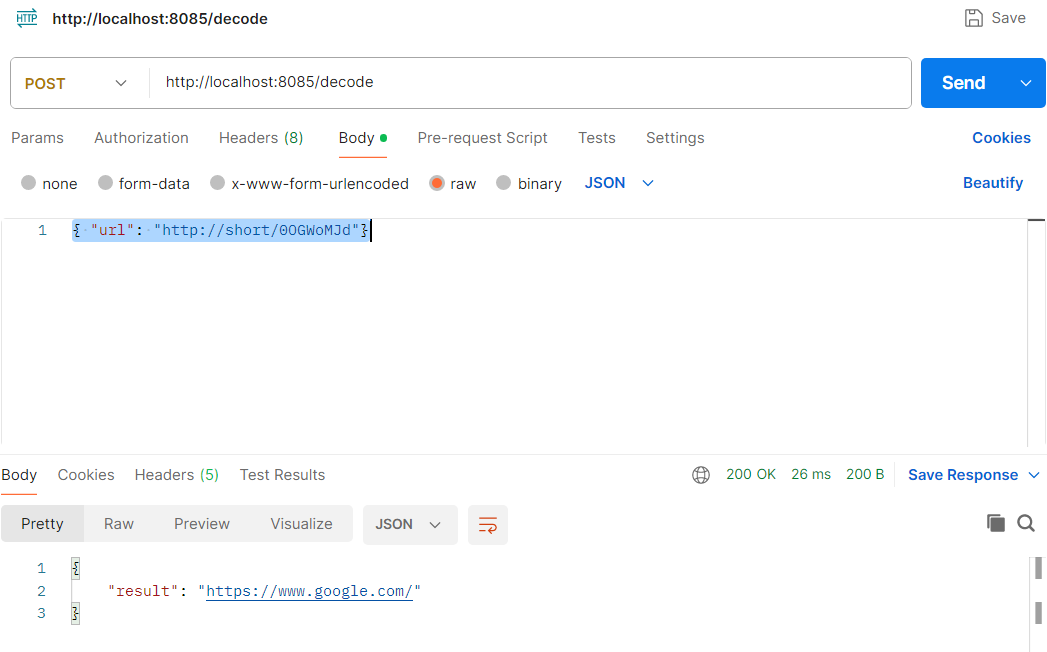 HTTP http://localhost:8085/decode Save
POST http://localhost:8085/decode Send
Params Authorization Headers (8) Body Pre-request Script Tests Settings Cookies
none form-data x-www-form-urlencoded raw binary JSON Beautify
1 { "url": "http://short/0OGWoMJd"}
Body Cookies Headers (5) Test Results 200 OK 26 ms 200 B Save Response
Pretty Raw Preview Visualize JSON
1 {
2 "result": "https://www.google.com/"
3 }